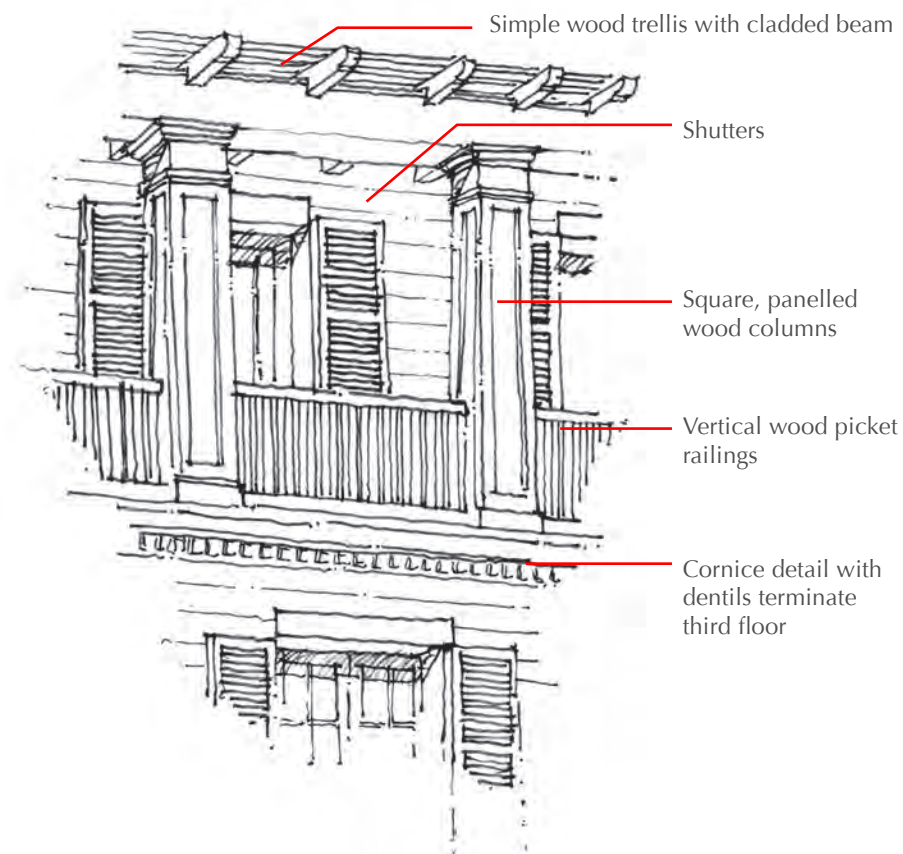 Simple wood trellis with cladded beam
Shutters
Square, panelled
wood columns
Vertical wood picket
railings
Cornice detail with
dentils terminate
third floor